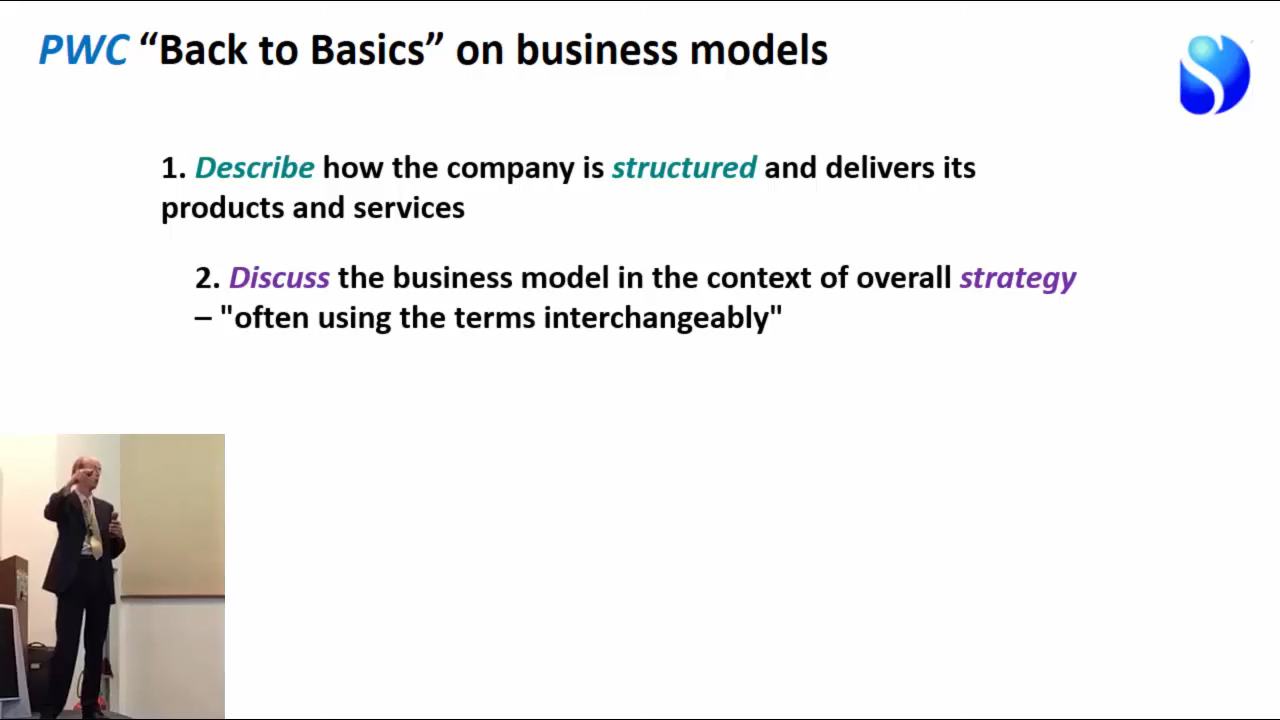 PWC “Back to Basics” on business models
1. Describe how the company is structured and delivers its
products and services
2. Discuss the business model in the context of overall strategy
– "often using the terms interchangeably"